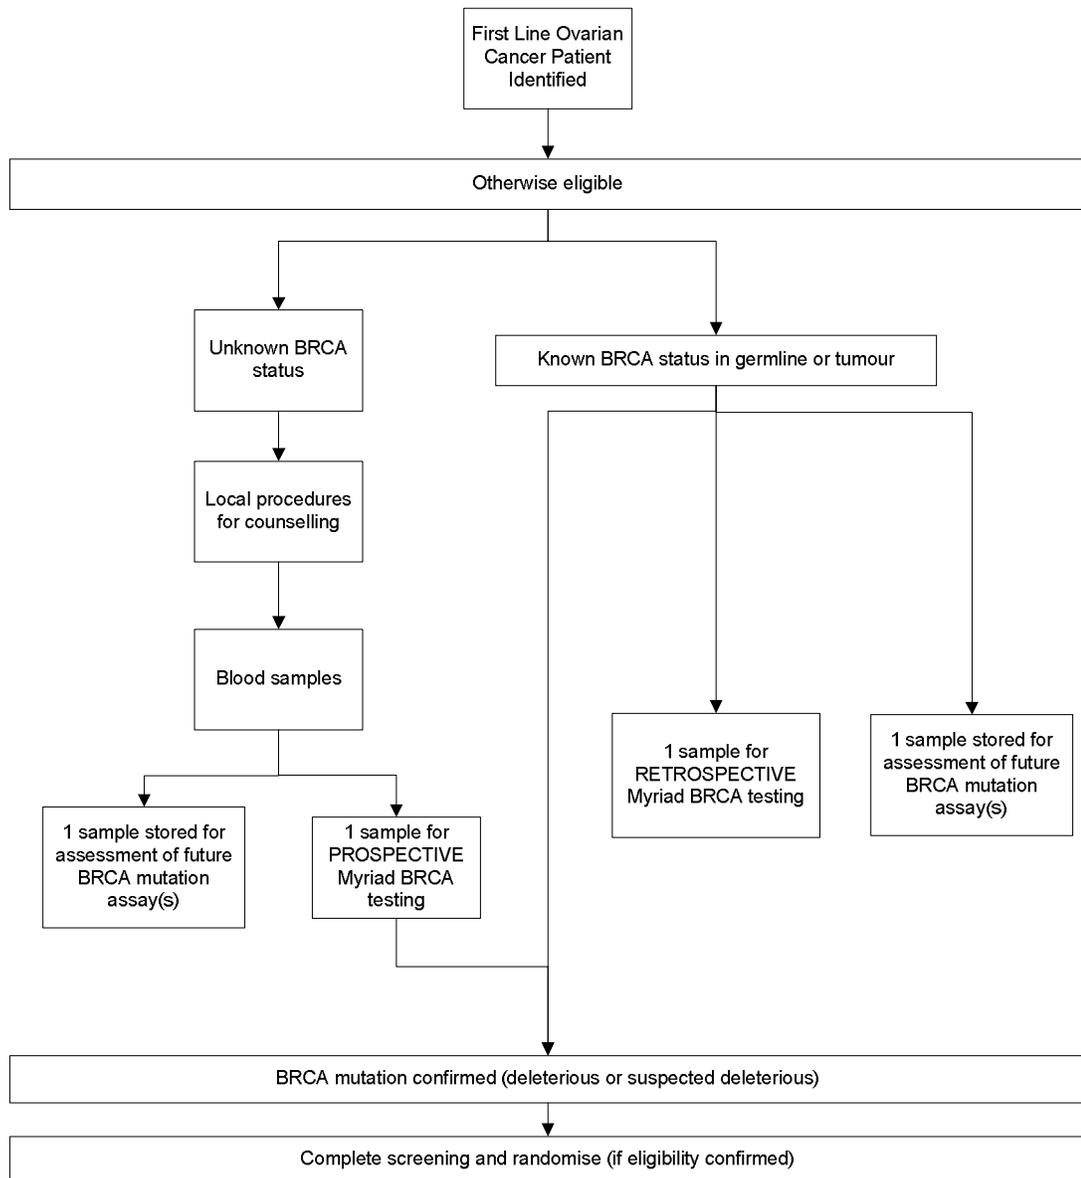 First Line Ovarian
Cancer Patient
Identified
Otherwise eligible
Unknown BRCA
status
Known BRCA status in germline or tumour
Local procedures
for counselling
Blood samples
1 sample stored for
assessment of future
BRCA mutation
assay(s)
1 sample for
PROSPECTIVE
Myriad BRCA
testing
1 sample for
RETROSPECTIVE
Myriad BRCA testing
1 sample stored for
assessment of future
BRCA mutation
assay(s)
BRCA mutation confirmed (deleterious or suspected deleterious)
Complete screening and randomise (if eligibility confirmed)